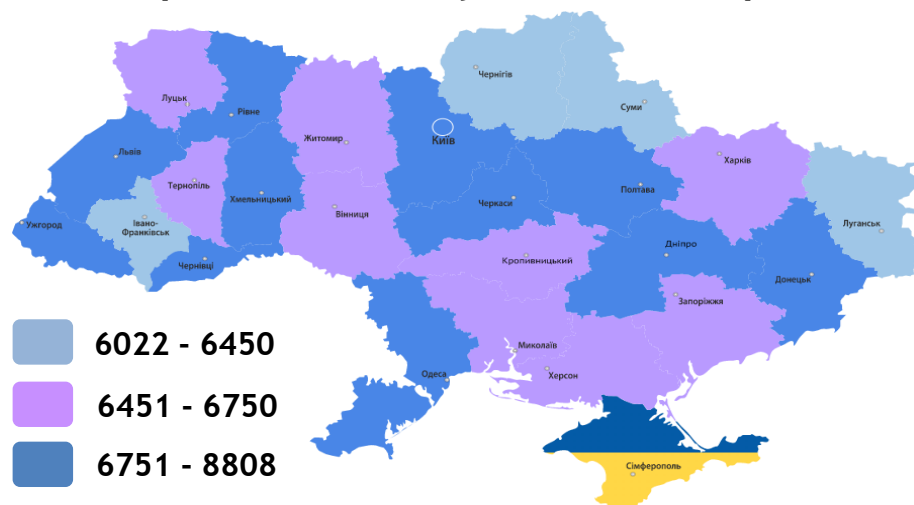 Чернігів
Суми
Луцьк
Рівне
Київ
Житомир
Львів
Харків
Тернопіль
Хмельницький
Полтава
Черкаси
Вінниця
Ужгород
Івано-
Франківськ
Луганськ
Дніпро
Чернівці
Кропивницький
Донецьк
Запоріжжя
Миколаїв
Одеса
Херсон
Сімферополь
6022 - 6450
6451 - 6750
6751 - 8808